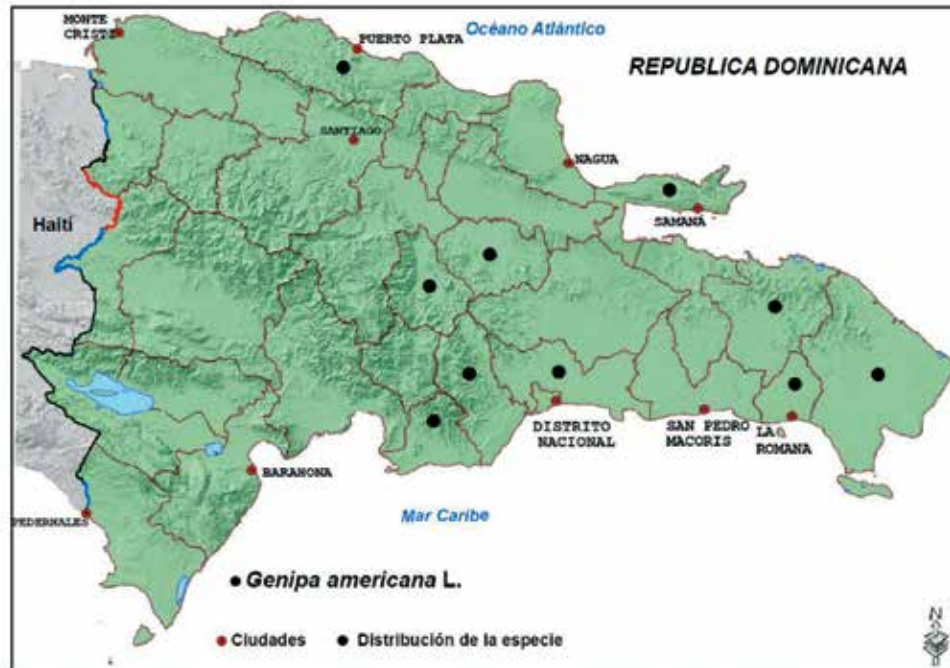 MONTE
CRISTI
PUERTO PLATA
Océano Atlántico
REPUBLICA DOMINICANA
SANTIAGO
NAGUA
SAMANÁ
Haití
DISTRITO
NACIONAL
SAN PEDRO
MACORIS
LA
ROMANA
BARAHONA
PEDERNALES
Mar Caribe
Genipa americana L.
Ciudades
Distribución de la especie
N